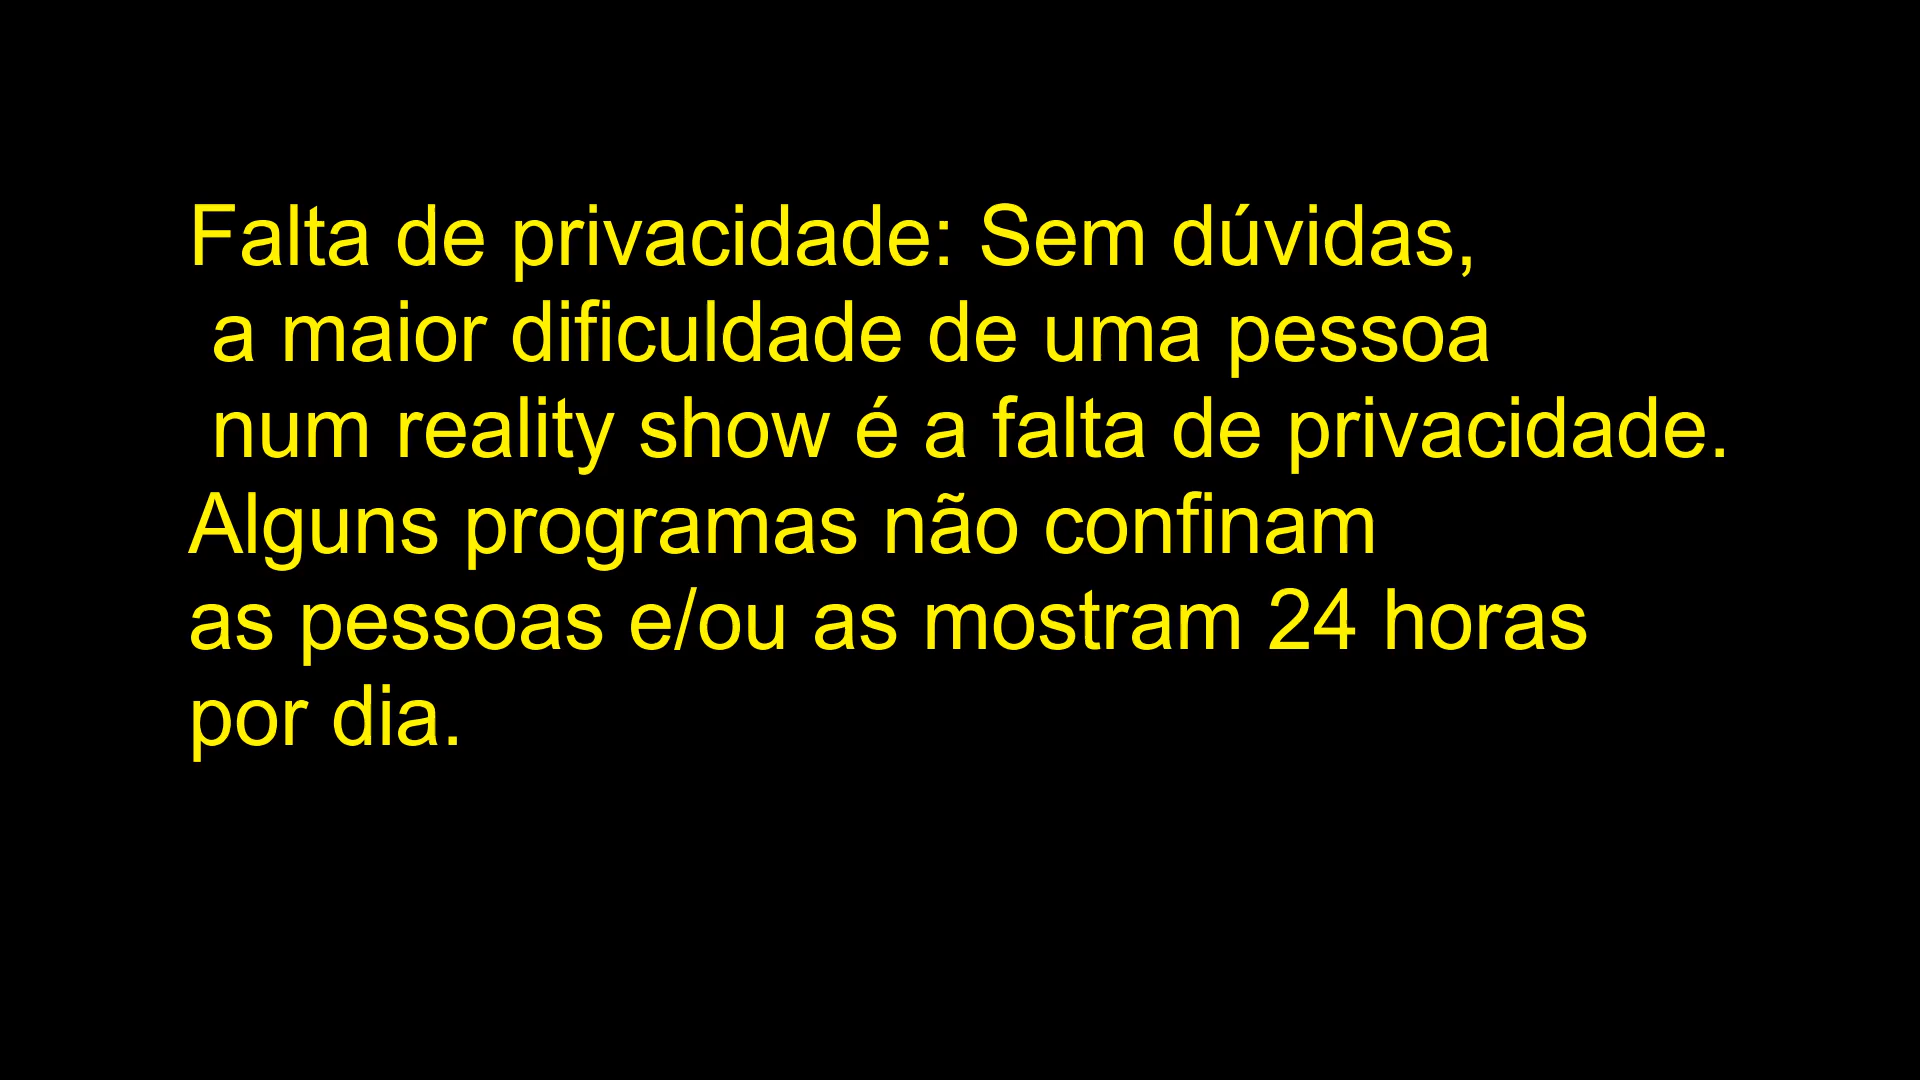 Falta de privacidade: Sem dúvidas,
a maior dificuldade de uma pessoa
num reality show é a falta de privacidade.
Alguns programas não confinam
as pessoas e/ou as mostram 24 horas
por dia.